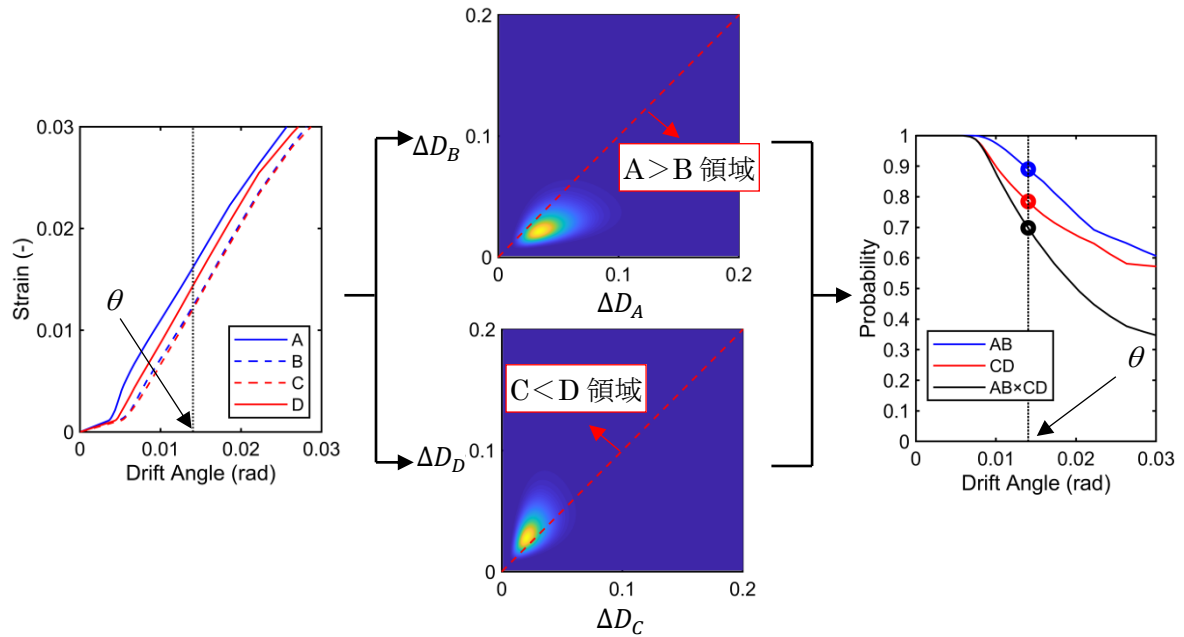 0.03
0.02
0.01
0
Strain (-)
θ
A
B
C
D
0
0.01
0.02
0.03
Drift Angle (rad)
0.2
0.1
0
ΔD_B
A>B 領域
0
0.1
0.2
ΔD_A
0.2
0.1
0
ΔD_D
C<D 領域
0
0.1
0.2
ΔD_C
1
0.9
0.8
0.7
0.6
0.5
0.4
0.3
0.2
0.1
0
Probability
AB
CD
AB×CD
θ
0
0.01
0.02
0.03
Drift Angle (rad)